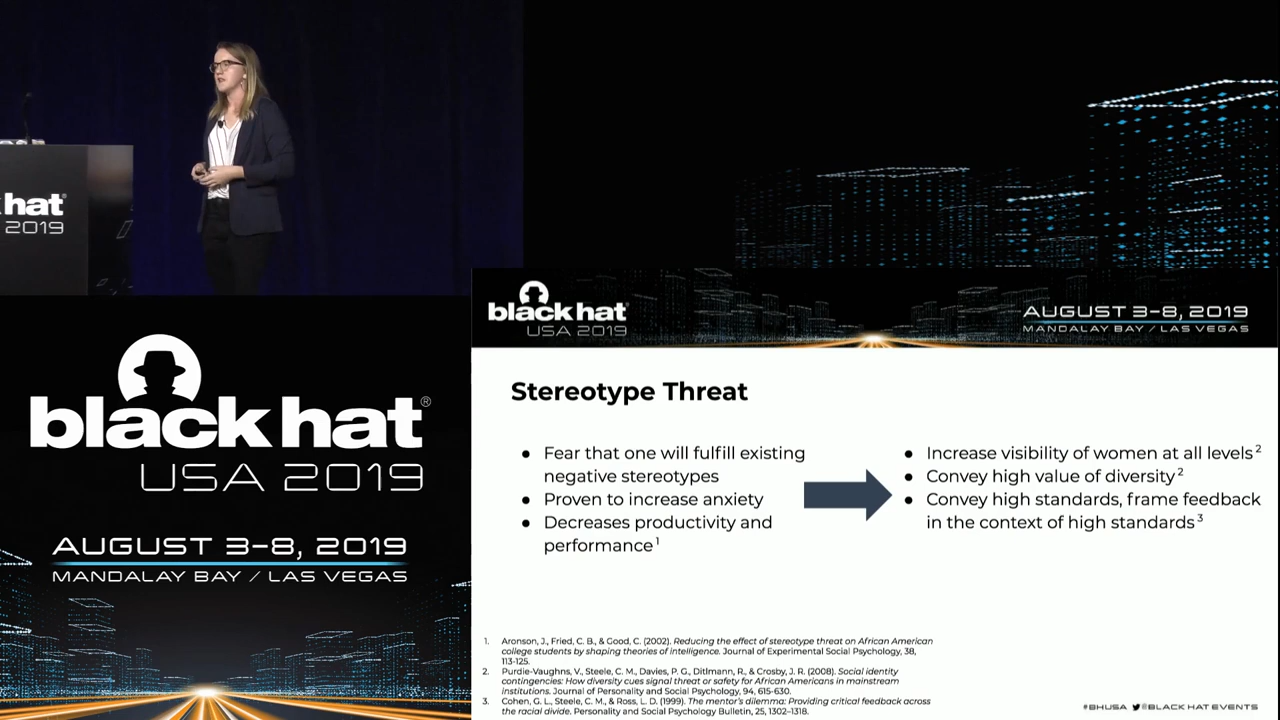 hat®
2019
black hat®
USA 2019
AUGUST 3-8, 2019
MANDALAY BAY / LAS VEGAS
black hat®
USA 2019
AUGUST 3-8, 2019
MANDALAY BAY / LAS VEGAS
Stereotype Threat
● Fear that one will fulfill existing
negative stereotypes
● Proven to increase anxiety
● Decreases productivity and
performance¹
● Increase visibility of women at all levels²
● Convey high value of diversity²
● Convey high standards, frame feedback
in the context of high standards³
1. Aronson, J., Fried, C. B., & Good, C. (2002). Reducing the effect of stereotype threat on African American
college students by shaping theories of intelligence. Journal of Experimental Social Psychology, 38,
113-125.
2. Purdie-Vaughns, V., Steele, C. M., Davies, P. G., Ditlmann, R., & Crosby, J. R. (2008). Social identity
contingencies: How diversity cues signal threat or safety for African Americans in mainstream
institutions. Journal of Personality and Social Psychology, 94, 615-630.
3. Cohen, G. L., Steele, C. M., & Ross, L. D. (1999). The mentor's dilemma: Providing critical feedback across
the racial divide. Personality and Social Psychology Bulletin, 25, 1302–1318.
#BHUSA @BLACK HAT EVENTS